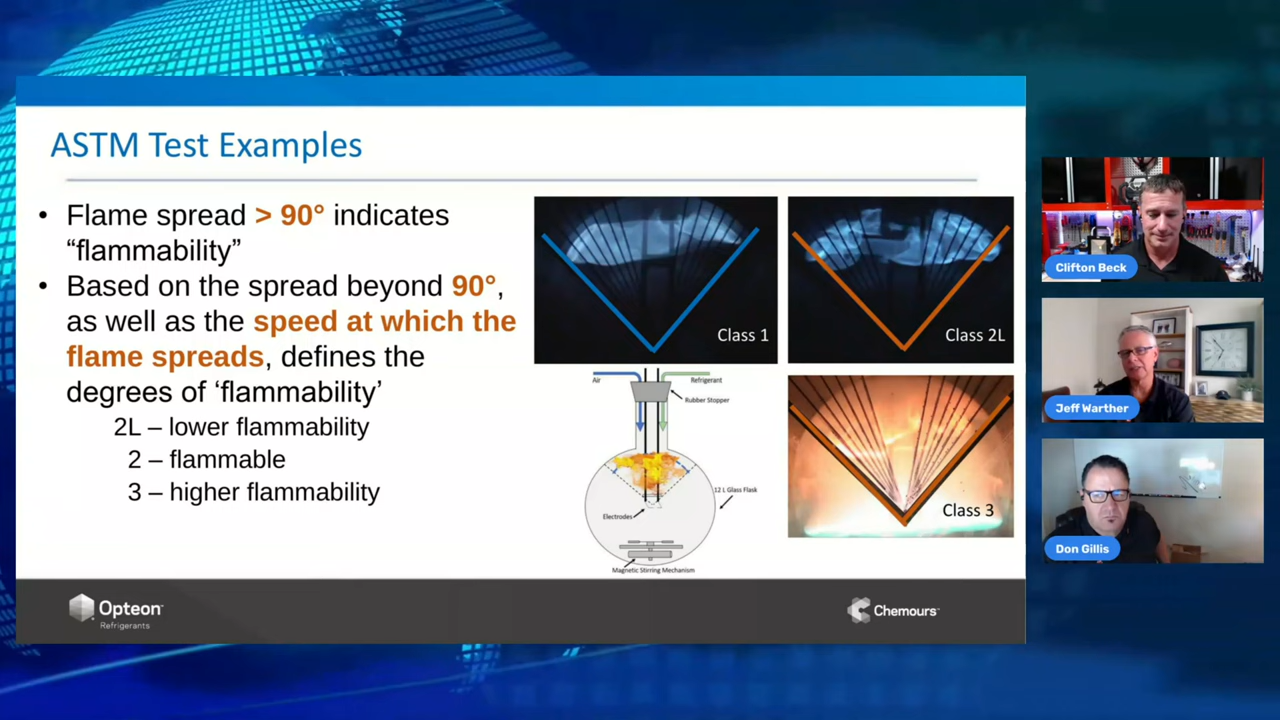 ASTM Test Examples
• Flame spread > 90° indicates
“flammability”
• Based on the spread beyond 90°,
as well as the speed at which the
flame spreads, defines the
degrees of ‘flammability’
2L – lower flammability
2 – flammable
3 – higher flammability
Class 1
Class 2L
Air
Refrigerant
Rubber Stopper
12 L Glass Flask
Electrodes
Magnetic Stirring Mechanism
Class 3
Opteon™
Refrigerants
Chemours™
Clifton Beck
Jeff Warther
Don Gillis